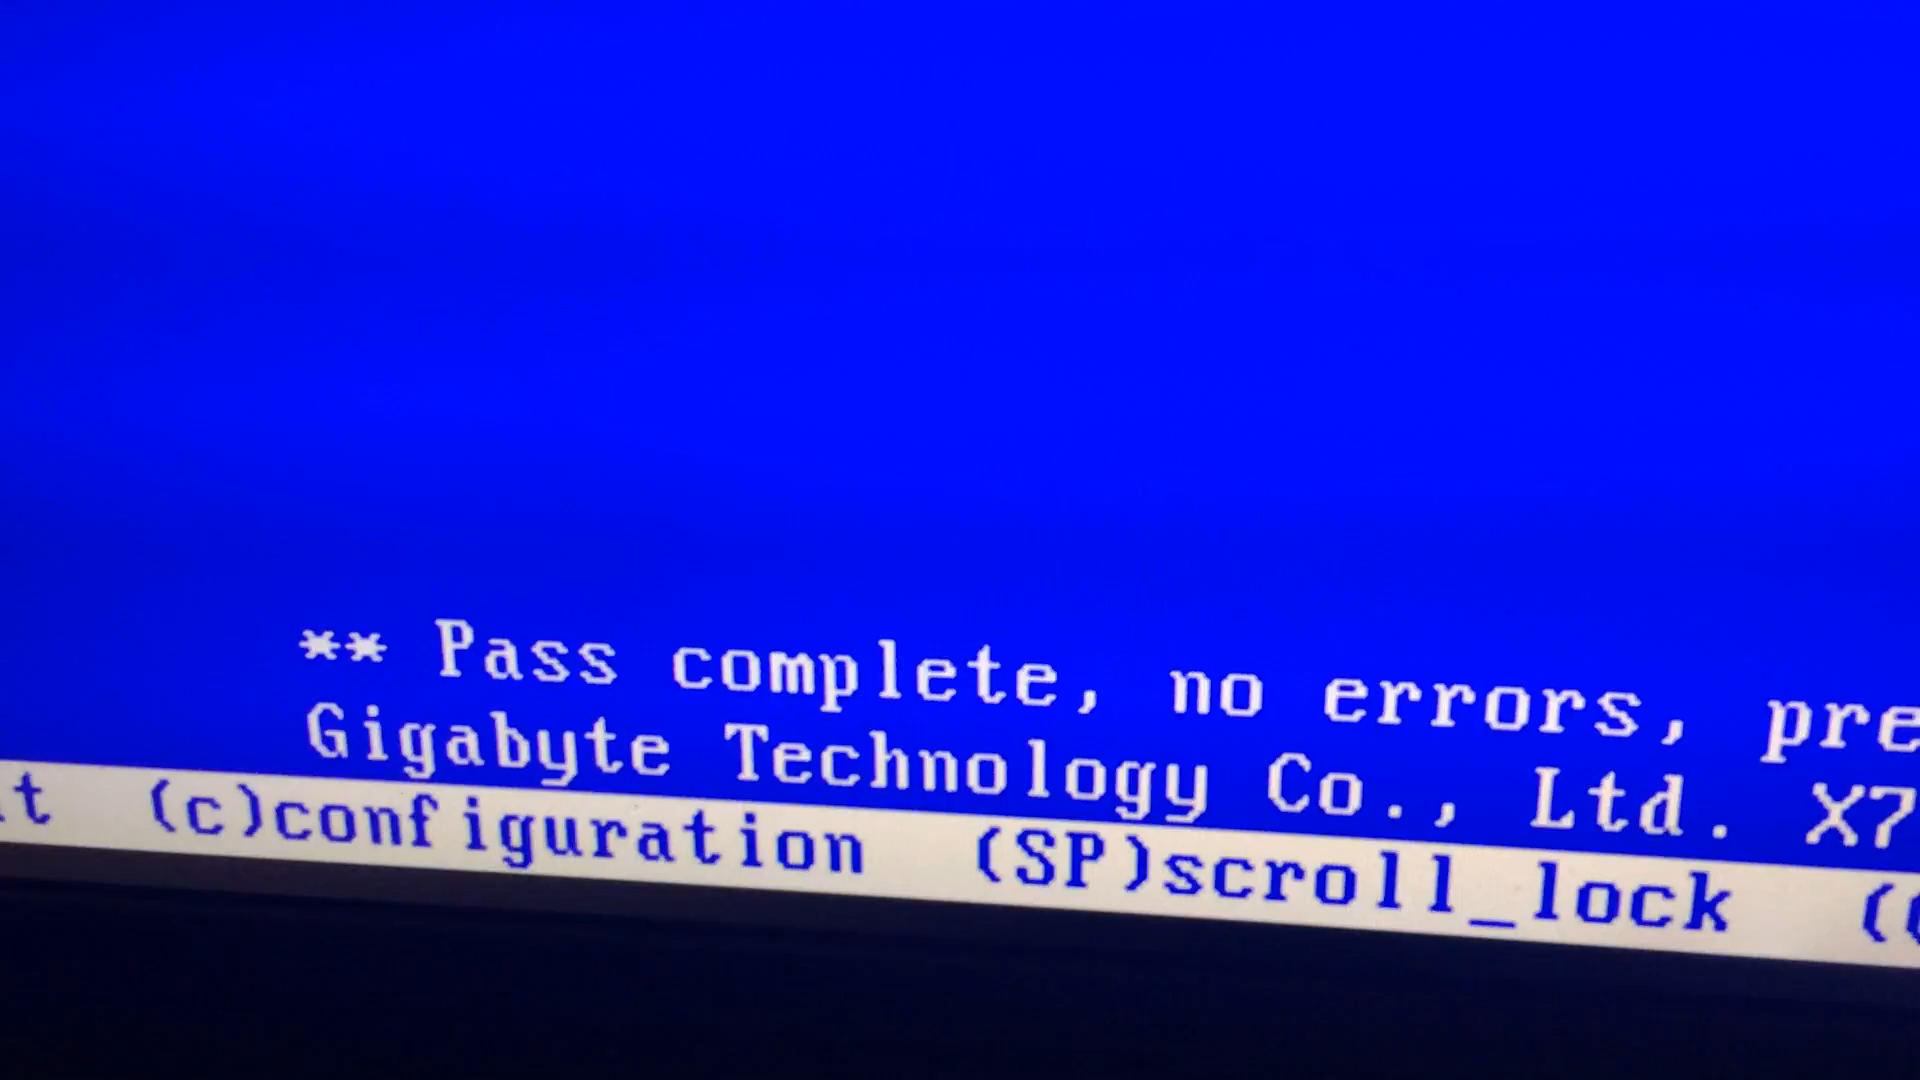 ** Pass complete, no errors, pre
Gigabyte Technology Co., Ltd. X7
t (c)configuration (SP)scroll_lock (